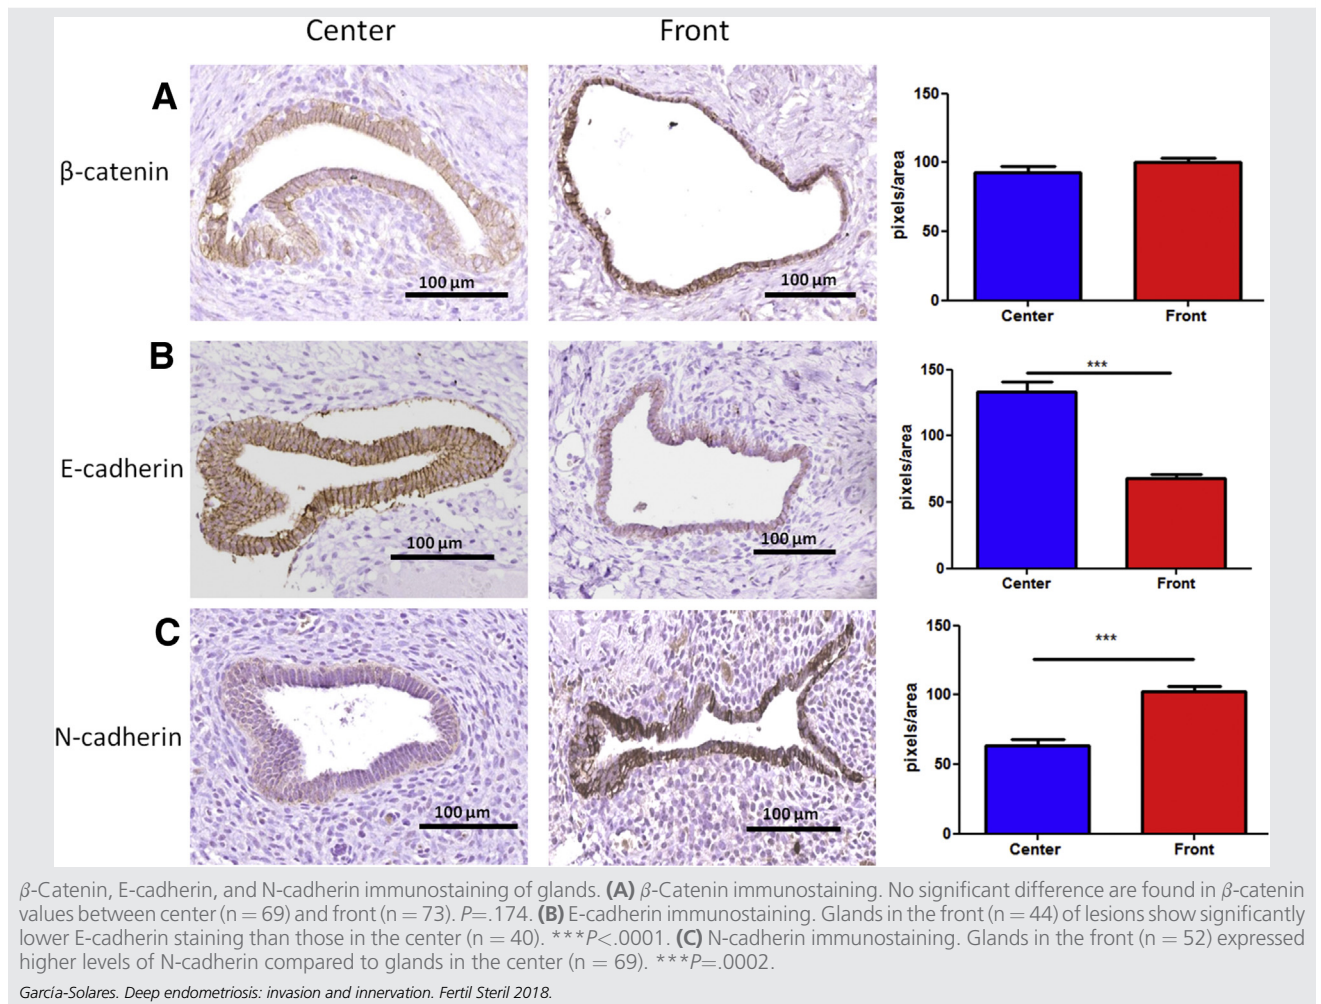 Center
Front
A
β-catenin
100 µm
100 µm
150
100
50
0
pixels/area
Center
Front
B
E-cadherin
100 µm
100 µm
***
150
100
50
0
pixels/area
Center
Front
C
N-cadherin
100 µm
100 µm
***
150
100
50
0
pixels/area
Center
Front
β-Catenin, E-cadherin, and N-cadherin immunostaining of glands. (A) β-Catenin immunostaining. No significant difference are found in β-catenin
values between center (n = 69) and front (n = 73). P=.174. (B) E-cadherin immunostaining. Glands in the front (n = 44) of lesions show significantly
lower E-cadherin staining than those in the center (n = 40). ***P<.0001. (C) N-cadherin immunostaining. Glands in the front (n = 52) expressed
higher levels of N-cadherin compared to glands in the center (n = 69). ***P=.0002.
García-Solares. Deep endometriosis: invasion and innervation. Fertil Steril 2018.